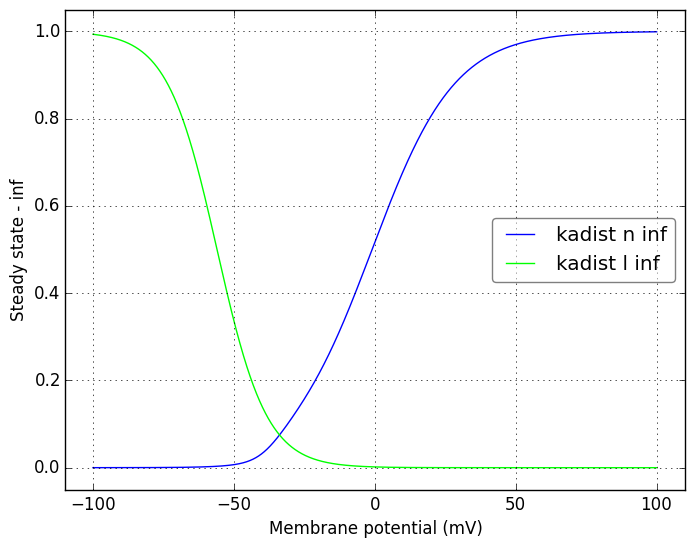 1.0
0.8
0.6
0.4
0.2
0.0
Steady state - inf
kadist n inf
kadist l inf
−100
−50
0
50
100
Membrane potential (mV)